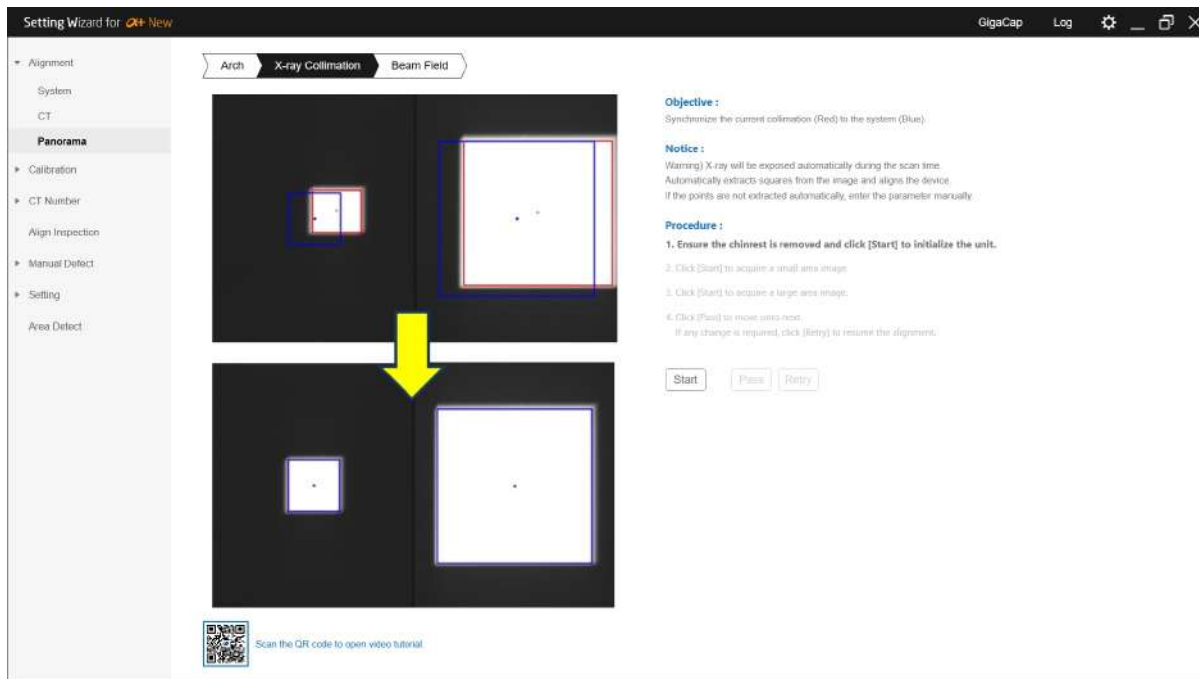 Setting Wizard for α+ New
GigaCap
Log
Alignment
System
CT
Panorama
Calibration
CT Number
Align Inspection
Manual Defect
Setting
Area Defect
Arch
X-ray Collimation
Beam Field
Objective :
Synchronize the current collimation (Red) to the system (Blue).
Notice :
Warning) X-ray will be exposed automatically during the scan time.
Automatically extracts squares from the image and aligns the device.
If the points are not extracted automatically, enter the parameter manually.
Procedure :
1. Ensure the chinrest is removed and click [Start] to initialize the unit.
2. Click [Start] to acquire a small area image.
3. Click [Start] to acquire a large area image.
4. Click [Pass] to move onto next.
If any change is required, click [Retry] to resume the alignment.
Start
Pass
Retry
Scan the QR code to open video tutorial.